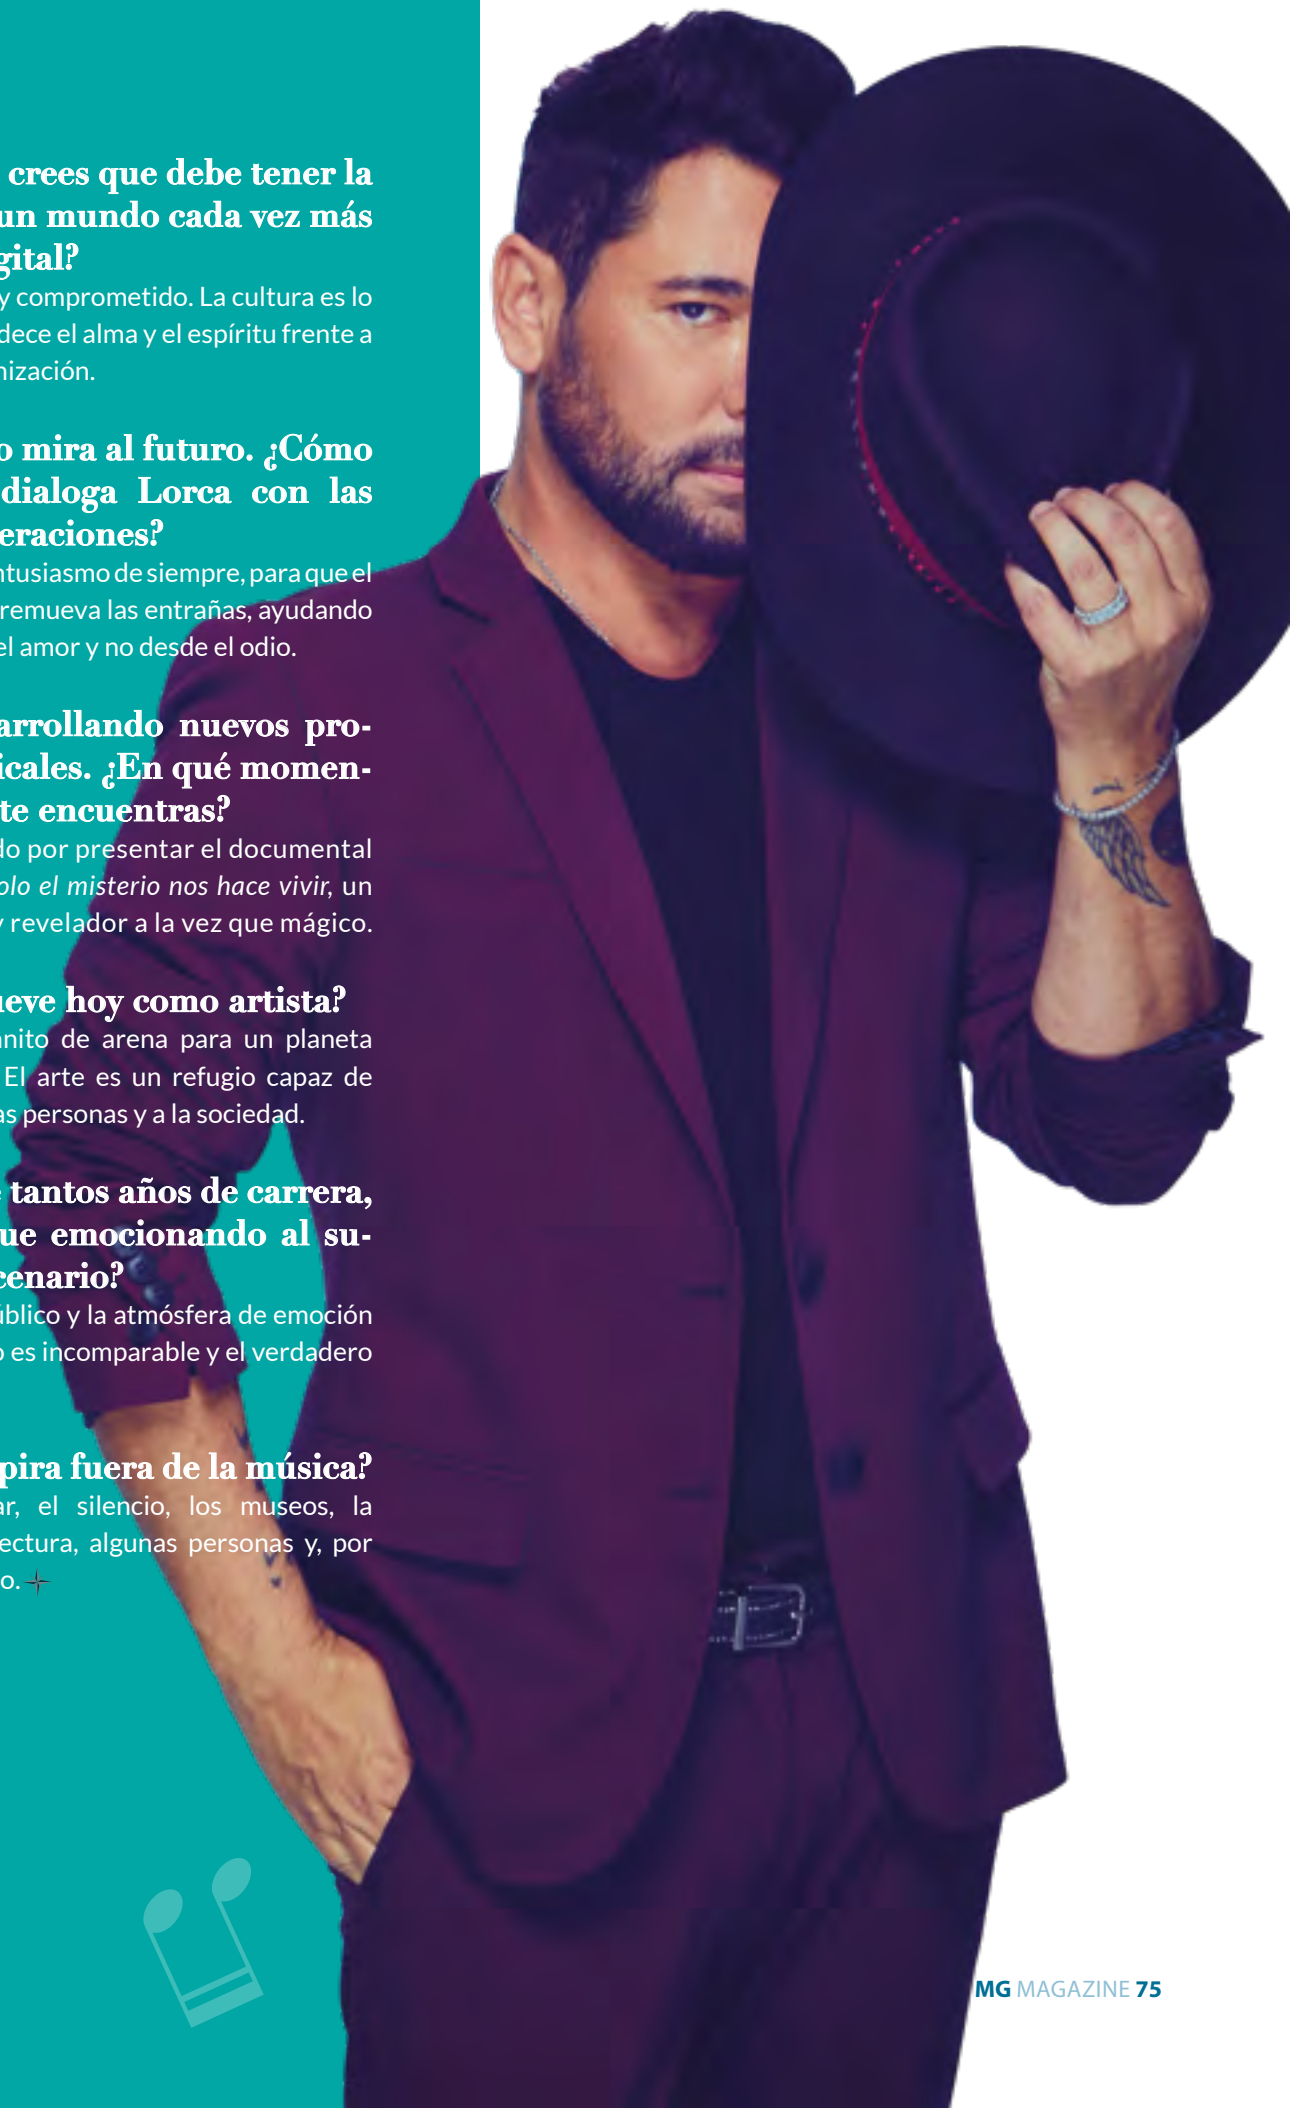 crees que debe tener la
un mundo cada vez más
gital?
y comprometido. La cultura es lo
dece el alma y el espíritu frente a
nización.
o mira al futuro. ¿Cómo
dialoga Lorca con las
eraciones?
ntusiasmo de siempre, para que el
remueva las entrañas, ayudando
el amor y no desde el odio.
arrollando nuevos pro-
icales. ¿En qué momen-
te encuentras?
do por presentar el documental
olo el misterio nos hace vivir, un
y revelador a la vez que mágico.
ueve hoy como artista?
anito de arena para un planeta
El arte es un refugio capaz de
as personas y a la sociedad.
e tantos años de carrera,
ue emocionando al su-
cenario?
úblico y la atmósfera de emoción
o es incomparable y el verdadero
pira fuera de la música?
ar, el silencio, los museos, la
ectura, algunas personas y, por
o.
MG MAGAZINE 75